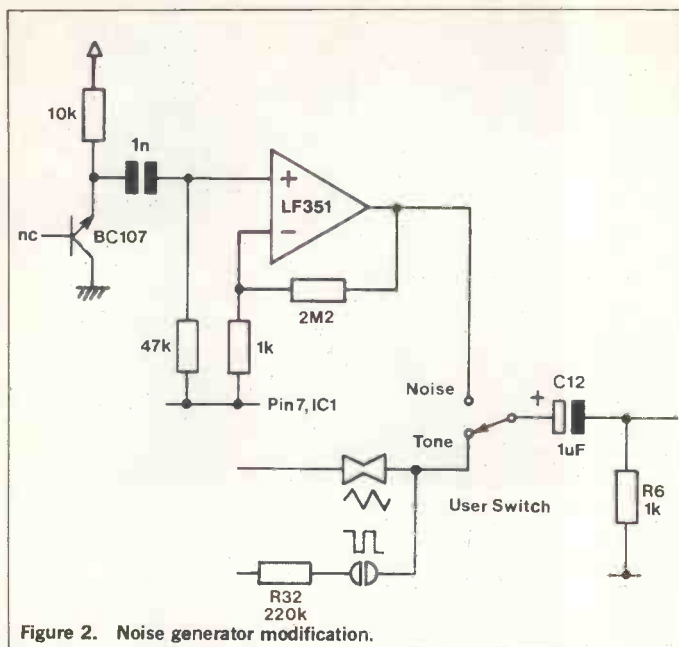 10k
1n
+
LF351
−
nc
BC107
2M2
47k
1k
Pin 7, IC1
Noise
+
C12
Tone
1uF
User Switch
R6
1k
R32
220k
Figure 2. Noise generator modification.